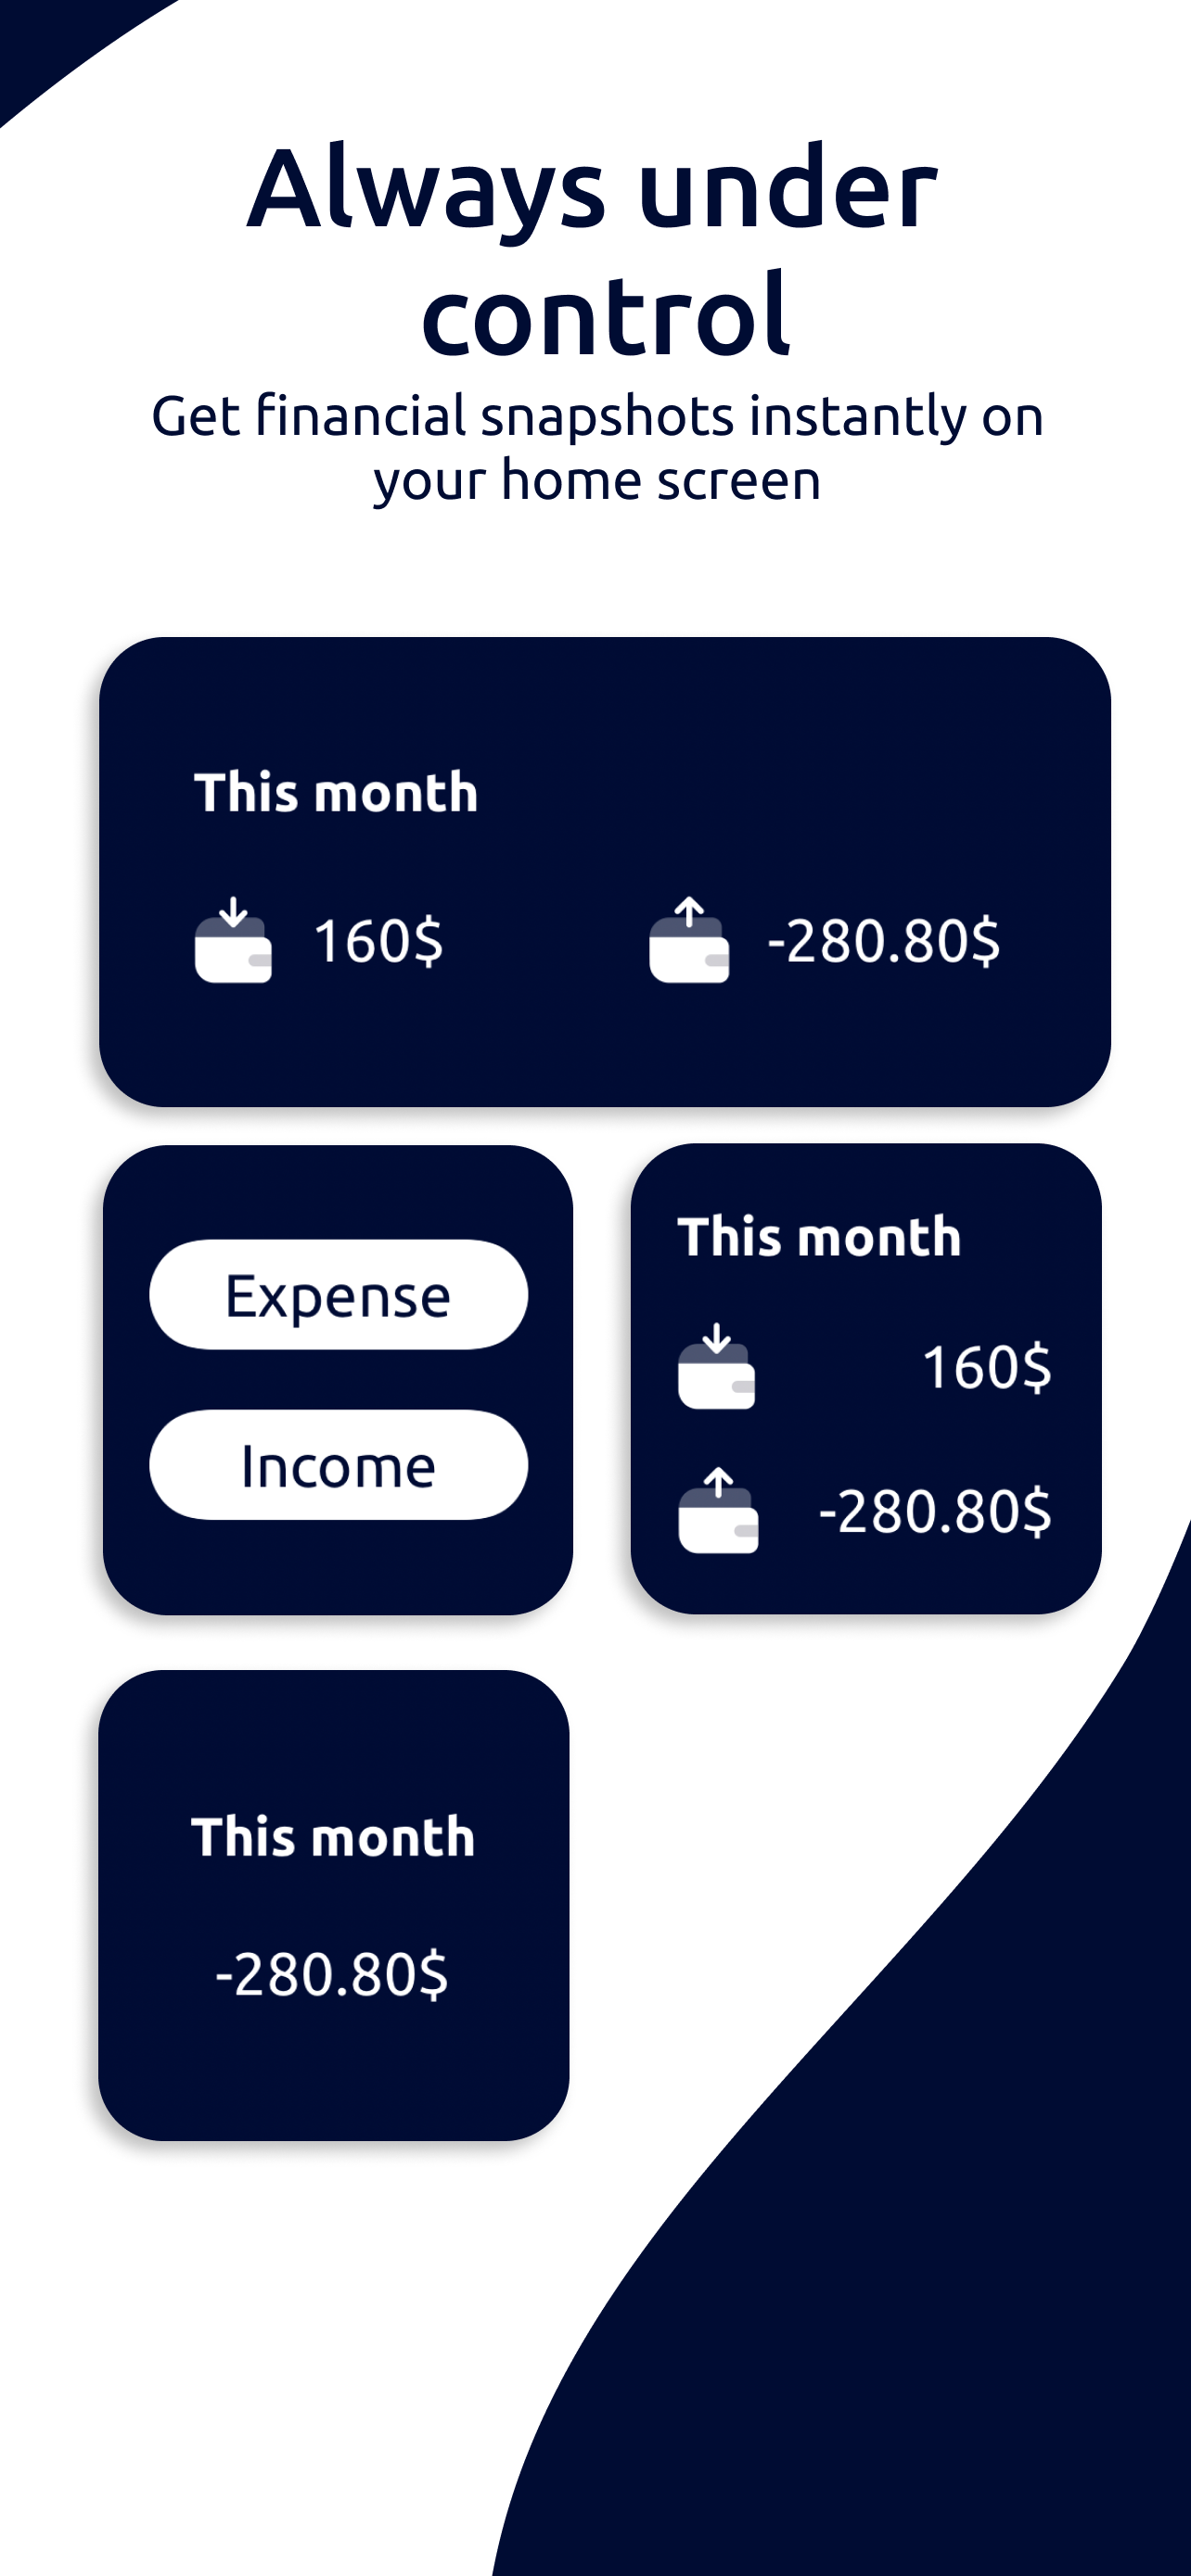 Always under
control
Get financial snapshots instantly on
your home screen
This month
160$ -280.80$
Expense
Income
This month
160$
-280.80$
This month
-280.80$